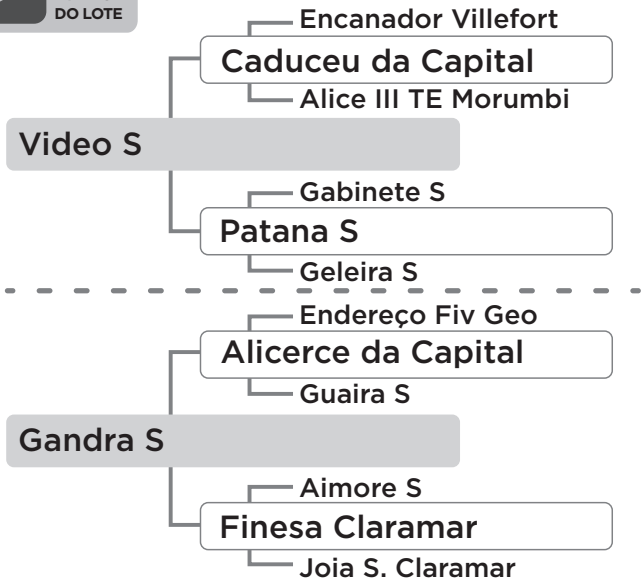 DO LOTE
Encanador Villefort
Caduceu da Capital
Alice III TE Morumbi
Video S
Gabinete S
Patana S
Geleira S
Endereço Fiv Geo
Alicerce da Capital
Guaira S
Gandra S
Aimore S
Finesa Claramar
Joia S. Claramar